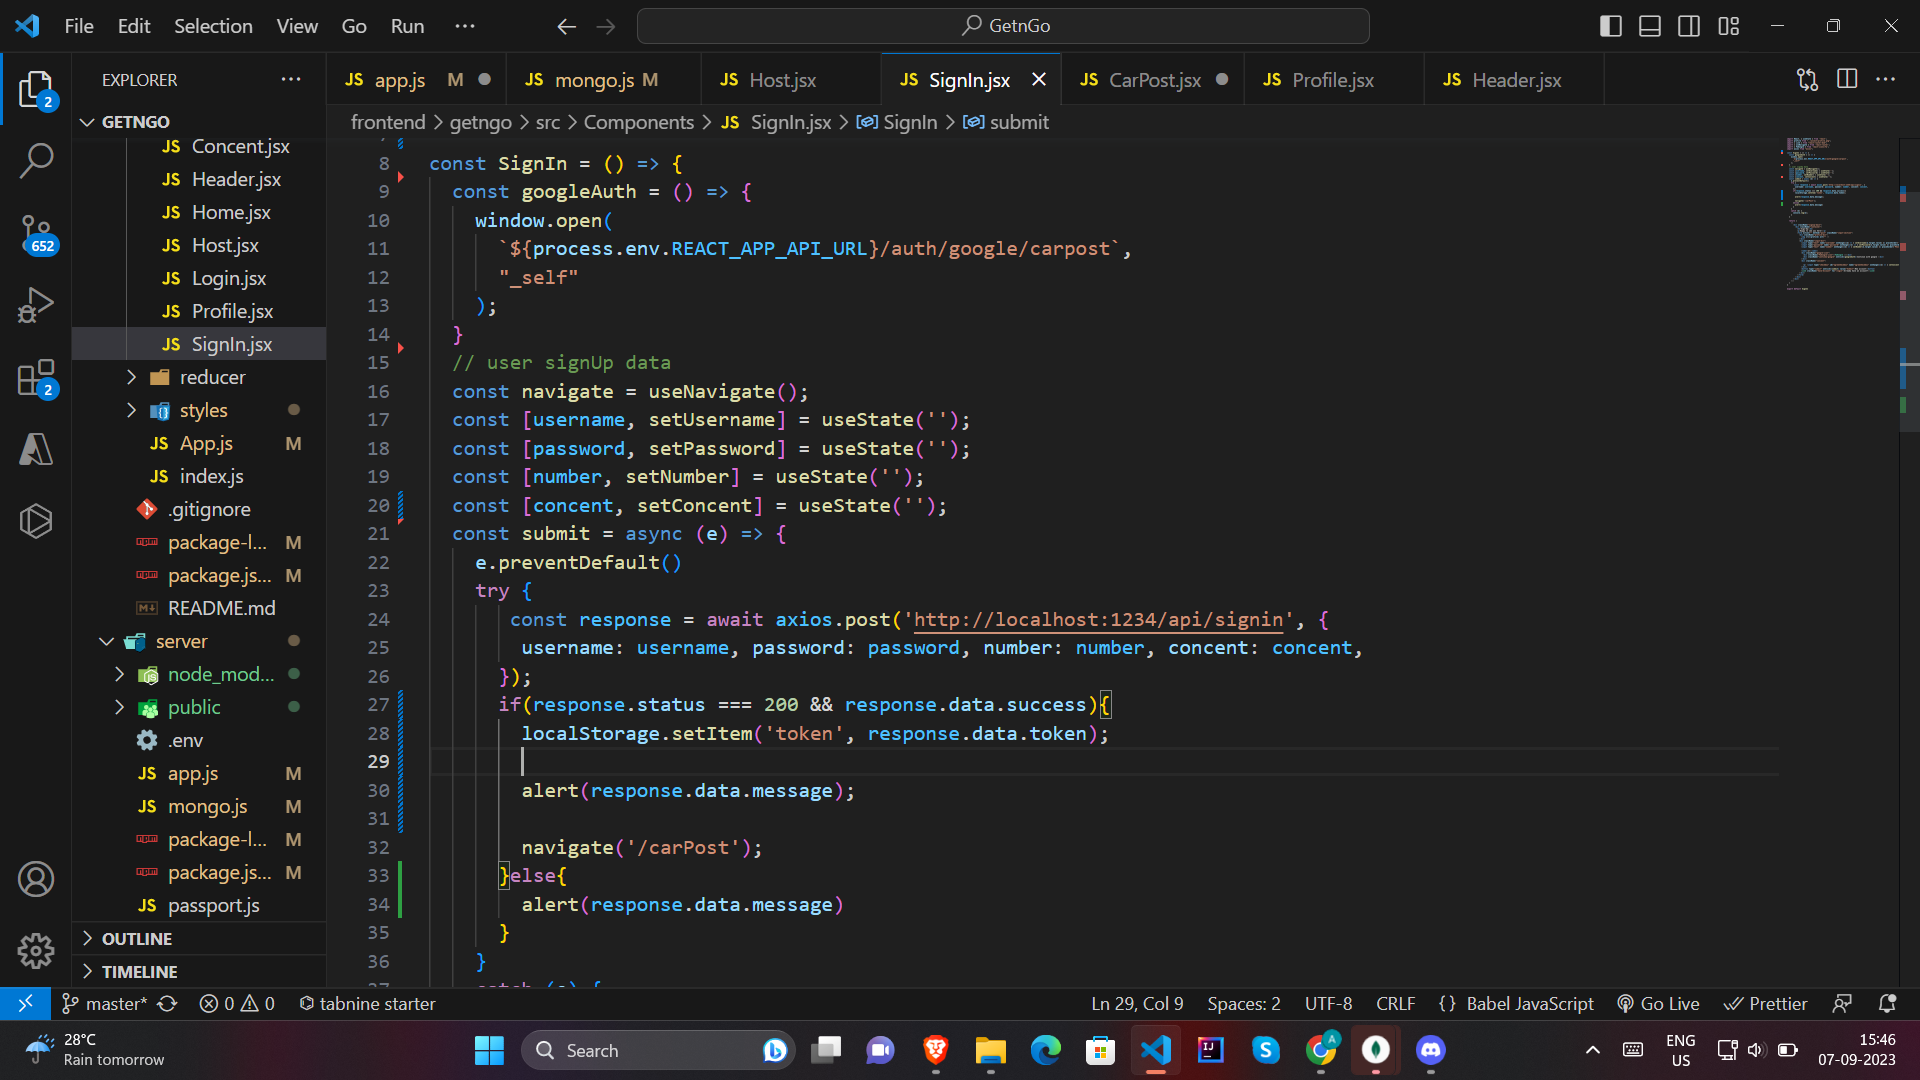 File Edit Selection View Go Run ···
GetnGo
EXPLORER ···
2
JS app.js M
JS mongo.js M
JS Host.jsx
JS SignIn.jsx
JS CarPost.jsx
JS Profile.jsx
JS Header.jsx
GETNGO
frontend > getngo > src > Components > JS SignIn.jsx > SignIn > submit
JS Concent.jsx
JS Header.jsx
JS Home.jsx
JS Host.jsx
652
JS Login.jsx
JS Profile.jsx
JS SignIn.jsx
reducer
2
styles
JS App.js M
JS index.js
.gitignore
package-l... M
package.js... M
README.md
server
node_mod...
public
.env
JS app.js M
JS mongo.js M
package-l... M
package.js... M
JS passport.js
OUTLINE
TIMELINE
8 const SignIn = () => {
9 const googleAuth = () => {
10 window.open(
11 `${process.env.REACT_APP_API_URL}/auth/google/carpost`,
12 "_self"
13 );
14 }
15 // user signUp data
16 const navigate = useNavigate();
17 const [username, setUsername] = useState('');
18 const [password, setPassword] = useState('');
19 const [number, setNumber] = useState('');
20 const [concent, setConcent] = useState('');
21 const submit = async (e) => {
22 e.preventDefault()
23 try {
24 const response = await axios.post('http://localhost:1234/api/signin', {
25 username: username, password: password, number: number, concent: concent,
26 });
27 if(response.status === 200 && response.data.success){
28 localStorage.setItem('token', response.data.token);
29
30 alert(response.data.message);
31
32 navigate('/carPost');
33 }else{
34 alert(response.data.message)
35 }
36 }
master* 0 0 tabnine starter
Ln 29, Col 9 Spaces: 2 UTF-8 CRLF {} Babel JavaScript Go Live Prettier
28°C
Rain tomorrow
Search
A
ENG
US
15:46
07-09-2023